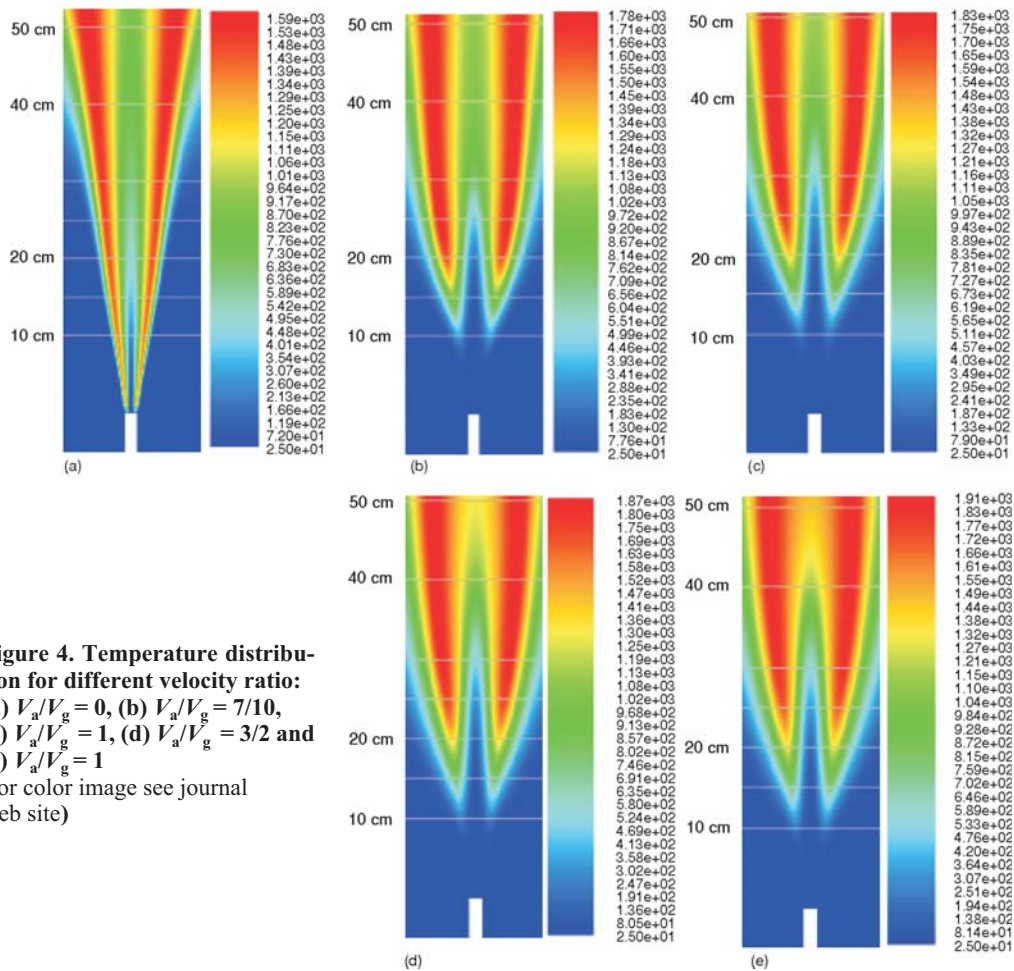 50 cm
40 cm
20 cm
10 cm
1.59e+03
1.53e+03
1.48e+03
1.43e+03
1.39e+03
1.34e+03
1.29e+03
1.25e+03
1.20e+03
1.15e+03
1.11e+03
1.06e+03
1.01e+03
9.64e+02
9.17e+02
8.70e+02
8.23e+02
7.76e+02
7.30e+02
6.83e+02
6.36e+02
5.89e+02
5.42e+02
4.95e+02
4.48e+02
4.01e+02
3.54e+02
3.07e+02
2.60e+02
2.13e+02
1.66e+02
1.19e+02
7.20e+01
2.50e+01
(a)
50 cm
40 cm
20 cm
10 cm
1.78e+03
1.71e+03
1.66e+03
1.60e+03
1.50e+03
1.45e+03
1.39e+03
1.34e+03
1.29e+03
1.24e+03
1.18e+03
1.13e+03
1.08e+03
1.02e+03
9.72e+02
9.20e+02
8.67e+02
8.14e+02
7.62e+02
7.09e+02
6.56e+02
6.04e+02
5.51e+02
4.99e+02
4.46e+02
3.93e+02
3.41e+02
2.88e+02
2.35e+02
1.83e+02
1.30e+02
7.76e+01
2.50e+01
(b)
50 cm
40 cm
20 cm
10 cm
1.83e+03
1.75e+03
1.70e+03
1.65e+03
1.59e+03
1.54e+03
1.48e+03
1.43e+03
1.38e+03
1.32e+03
1.27e+03
1.21e+03
1.16e+03
1.11e+03
1.05e+03
9.97e+02
9.43e+02
8.89e+02
8.35e+02
7.81e+02
7.27e+02
6.73e+02
6.19e+02
5.65e+02
5.11e+02
4.57e+02
4.03e+02
3.49e+02
2.95e+02
2.41e+02
1.87e+02
1.33e+02
7.90e+01
2.50e+01
(c)
igure 4. Temperature distribu-
on for different velocity ratio:
) Va/Vg = 0, (b) Va/Vg = 7/10,
) Va/Vg = 1, (d) Va/Vg = 3/2 and
) Va/Vg = 1
or color image see journal
eb site)
50 cm
40 cm
20 cm
10 cm
1.87e+03
1.80e+03
1.75e+03
1.69e+03
1.63e+03
1.58e+03
1.52e+03
1.47e+03
1.41e+03
1.36e+03
1.30e+03
1.25e+03
1.19e+03
1.13e+03
1.08e+03
1.02e+03
9.68e+02
9.13e+02
8.57e+02
8.02e+02
7.46e+02
6.91e+02
6.35e+02
5.80e+02
5.24e+02
4.69e+02
4.13e+02
3.58e+02
3.02e+02
2.47e+02
1.91e+02
1.36e+02
8.05e+01
2.50e+01
(d)
50 cm
40 cm
20 cm
10 cm
1.91e+03
1.83e+03
1.77e+03
1.72e+03
1.66e+03
1.61e+03
1.55e+03
1.49e+03
1.44e+03
1.38e+03
1.32e+03
1.27e+03
1.21e+03
1.15e+03
1.10e+03
1.04e+03
9.84e+02
9.28e+02
8.72e+02
8.15e+02
7.59e+02
7.02e+02
6.46e+02
5.89e+02
5.33e+02
4.76e+02
4.20e+02
3.63e+02
3.07e+02
2.51e+02
1.94e+02
1.38e+02
8.14e+01
2.50e+01
(e)